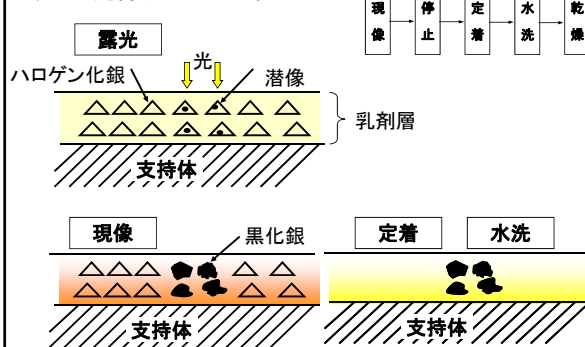 現像
停止
定着
水洗
乾燥
露光
光
ハロゲン化銀
潜像
乳剤層
支持体
現像
黒化銀
定着
水洗
支持体
支持体